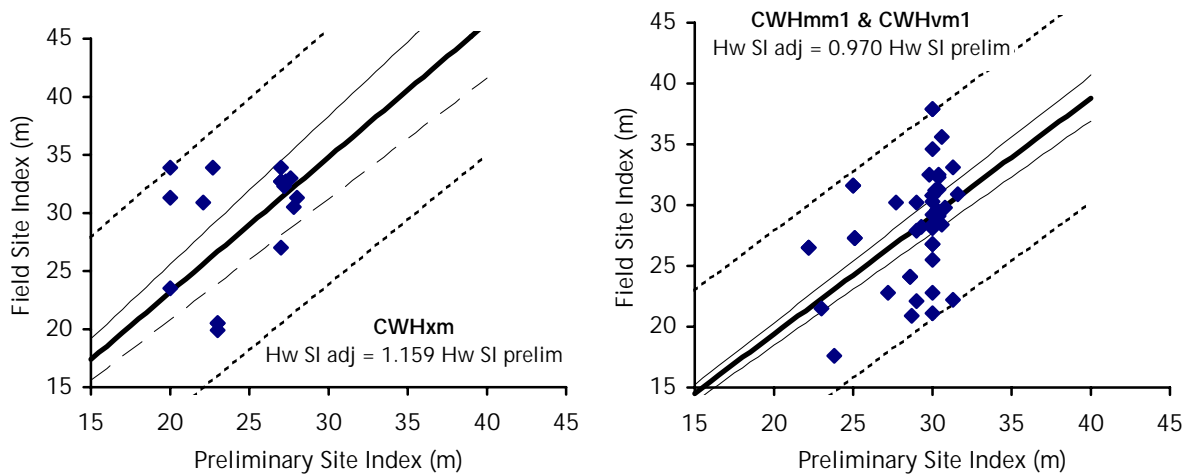 45
40
35
30
25
20
15
15 20 25 30 35 40 45
Field Site Index (m)
Preliminary Site Index (m)
CWHxm
Hw SI adj = 1.159 Hw SI prelim
CWHmm1 & CWHvm1
Hw SI adj = 0.970 Hw SI prelim
45
40
35
30
25
20
15
15 20 25 30 35 40 45
Field Site Index (m)
Preliminary Site Index (m)